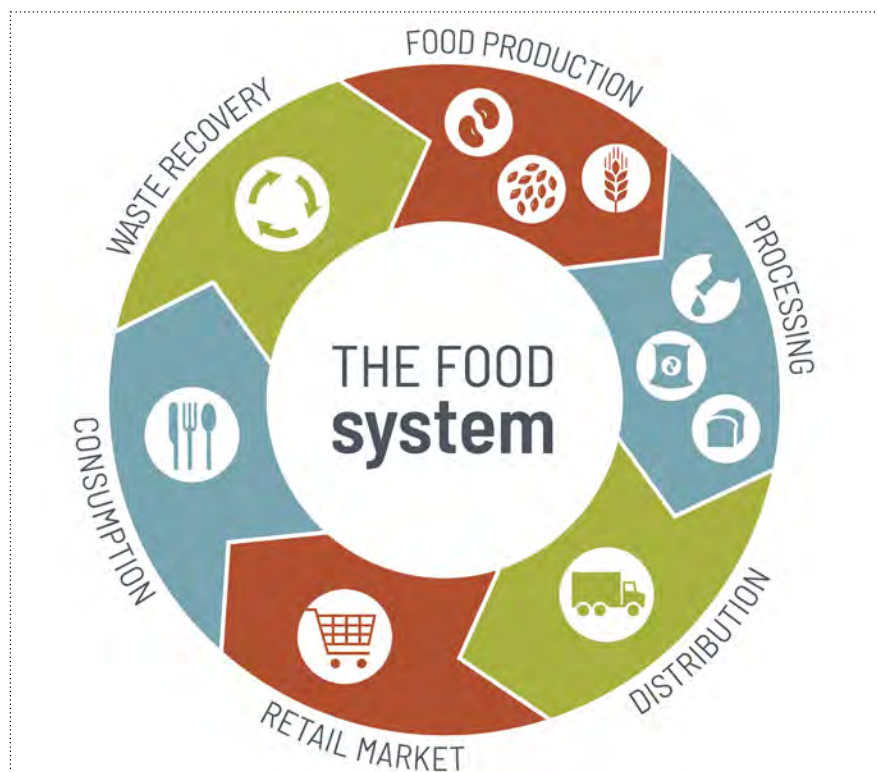 FOOD PRODUCTION
PROCESSING
DISTRIBUTION
RETAIL MARKET
CONSUMPTION
WASTE RECOVERY
THE FOOD
system